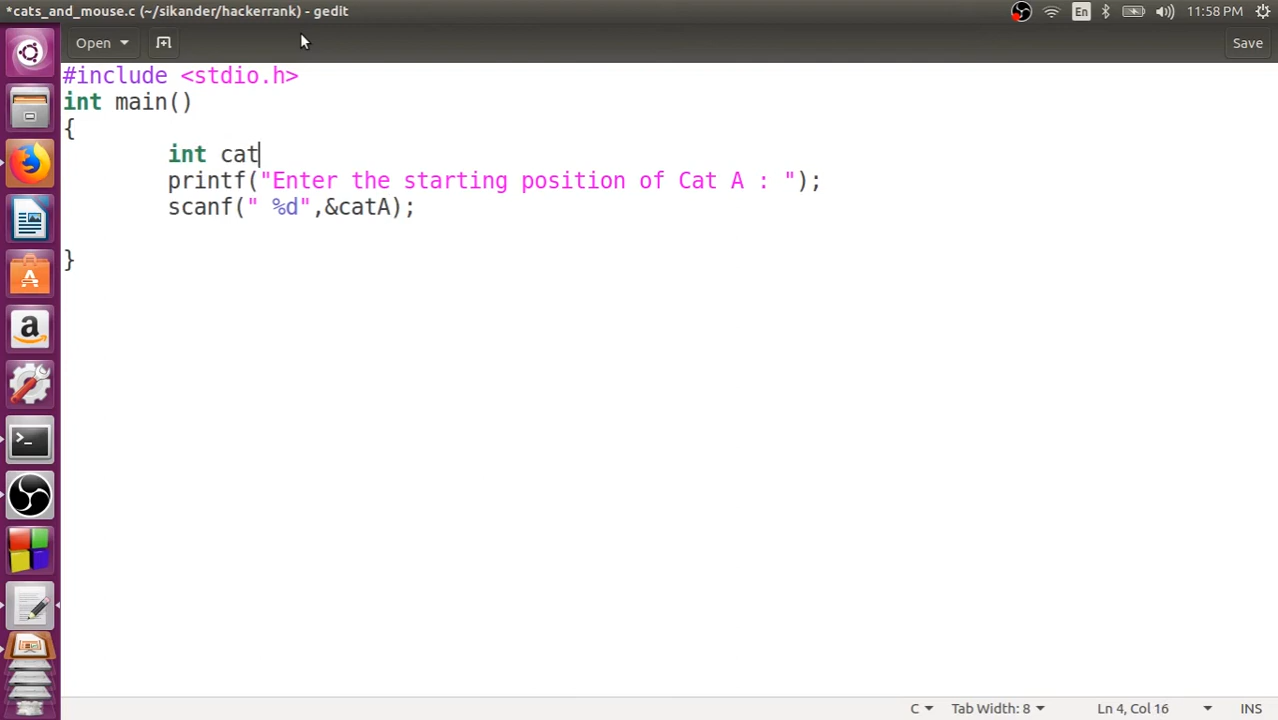 *cats_and_mouse.c (~/sikander/hackerrank) - gedit
En
11:58 PM
Open
Save
#include <stdio.h>
int main()
{
int cat
printf("Enter the starting position of Cat A : ");
scanf(" %d",&catA);
}
C
Tab Width: 8
Ln 4, Col 16
INS